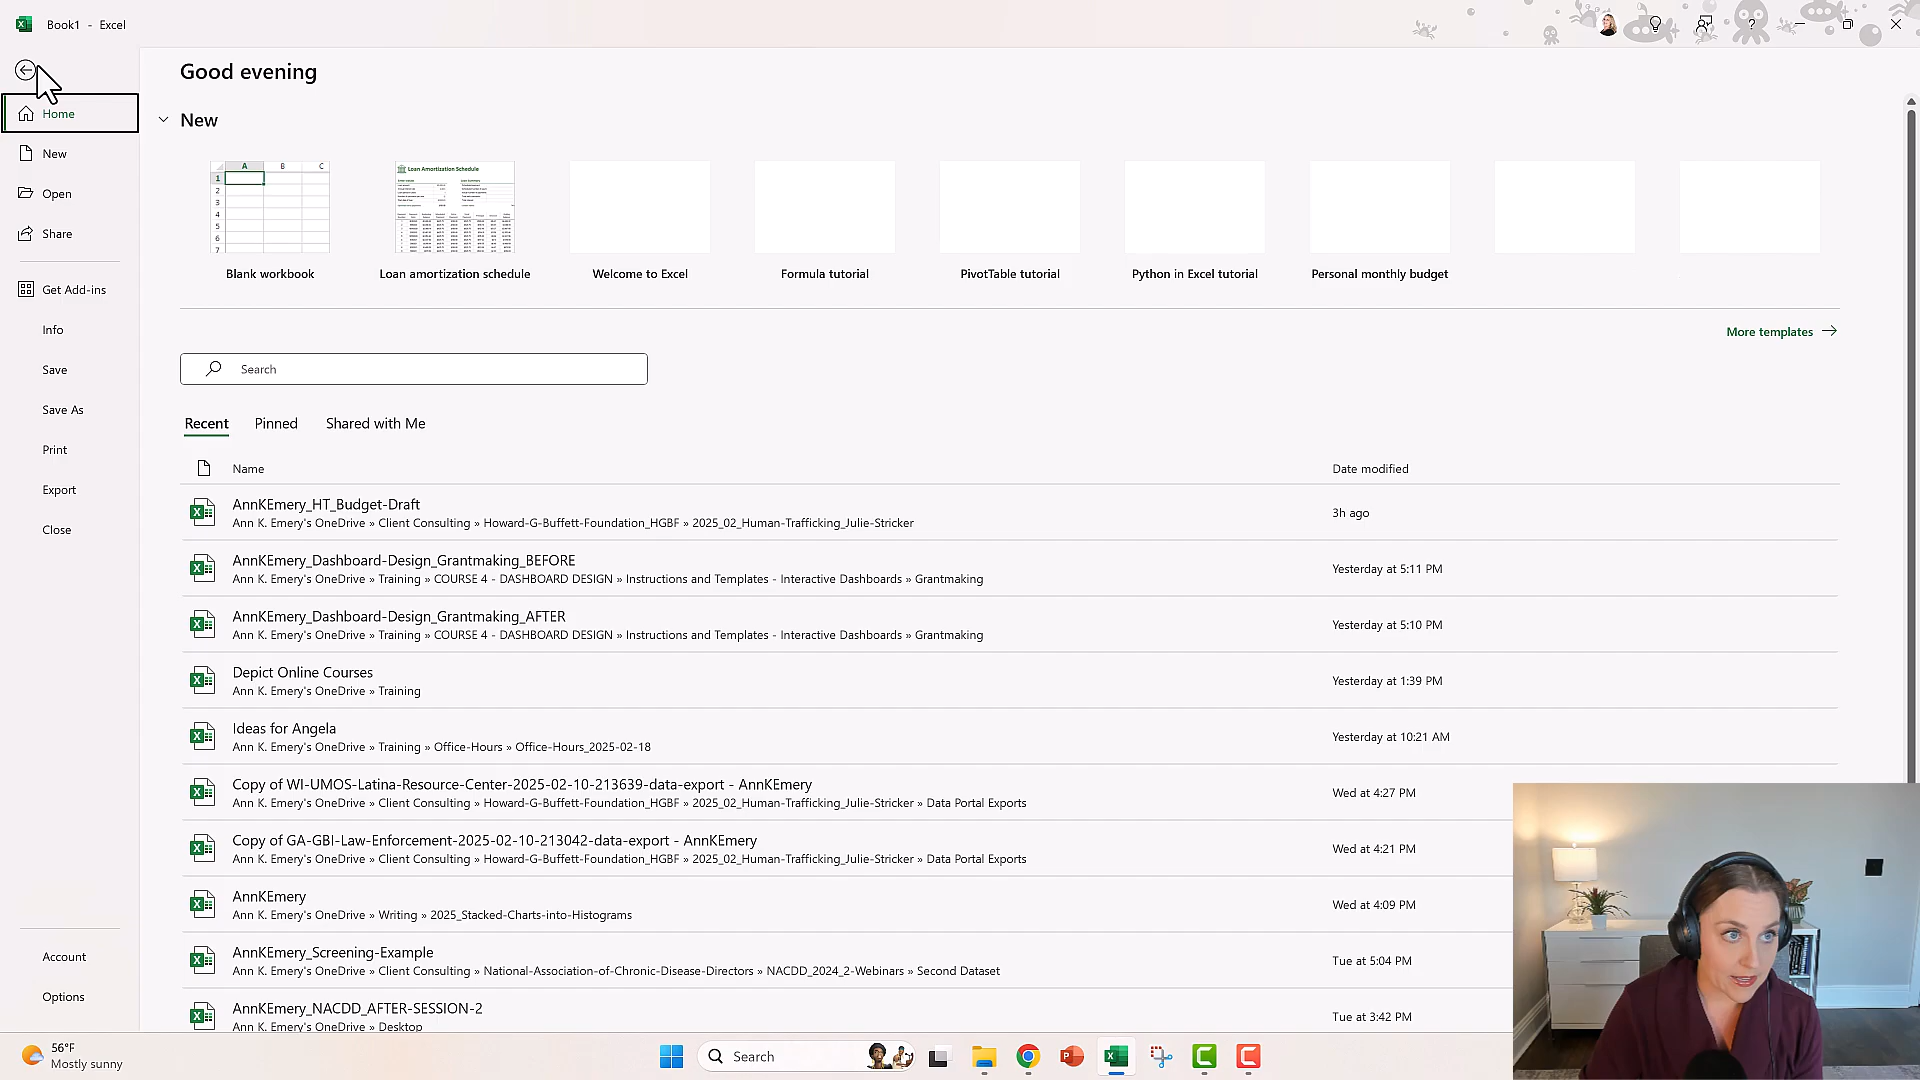 Book1 - Excel
Good evening
Home
New
Open
Share
Get Add-ins
Info
Save
Save As
Print
Export
Close
Account
Options
New
A B C
1
2
3
4
5
6
7
Loan Amortization Schedule
Blank workbook
Loan amortization schedule
Welcome to Excel
Formula tutorial
PivotTable tutorial
Python in Excel tutorial
Personal monthly budget
More templates
Search
Recent Pinned Shared with Me
Name Date modified
AnnKEmery_HT_Budget-Draft
Ann K. Emery's OneDrive » Client Consulting » Howard-G-Buffett-Foundation_HGBF » 2025_02_Human-Trafficking_Julie-Stricker
3h ago
AnnKEmery_Dashboard-Design_Grantmaking_BEFORE
Ann K. Emery's OneDrive » Training » COURSE 4 - DASHBOARD DESIGN » Instructions and Templates - Interactive Dashboards » Grantmaking
Yesterday at 5:11 PM
AnnKEmery_Dashboard-Design_Grantmaking_AFTER
Ann K. Emery's OneDrive » Training » COURSE 4 - DASHBOARD DESIGN » Instructions and Templates - Interactive Dashboards » Grantmaking
Yesterday at 5:10 PM
Depict Online Courses
Ann K. Emery's OneDrive » Training
Yesterday at 1:39 PM
Ideas for Angela
Ann K. Emery's OneDrive » Training » Office-Hours » Office-Hours_2025-02-18
Yesterday at 10:21 AM
Copy of WI-UMOS-Latina-Resource-Center-2025-02-10-213639-data-export - AnnKEmery
Ann K. Emery's OneDrive » Client Consulting » Howard-G-Buffett-Foundation_HGBF » 2025_02_Human-Trafficking_Julie-Stricker » Data Portal Exports
Wed at 4:27 PM
Copy of GA-GBI-Law-Enforcement-2025-02-10-213042-data-export - AnnKEmery
Ann K. Emery's OneDrive » Client Consulting » Howard-G-Buffett-Foundation_HGBF » 2025_02_Human-Trafficking_Julie-Stricker » Data Portal Exports
Wed at 4:21 PM
AnnKEmery
Ann K. Emery's OneDrive » Writing » 2025_Stacked-Charts-into-Histograms
Wed at 4:09 PM
AnnKEmery_Screening-Example
Ann K. Emery's OneDrive » Client Consulting » National-Association-of-Chronic-Disease-Directors » NACDD_2024_2-Webinars » Second Dataset
Tue at 5:04 PM
AnnKEmery_NACDD_AFTER-SESSION-2
Ann K. Emery's OneDrive » Desktop
Tue at 3:42 PM
56°F
Mostly sunny
Search